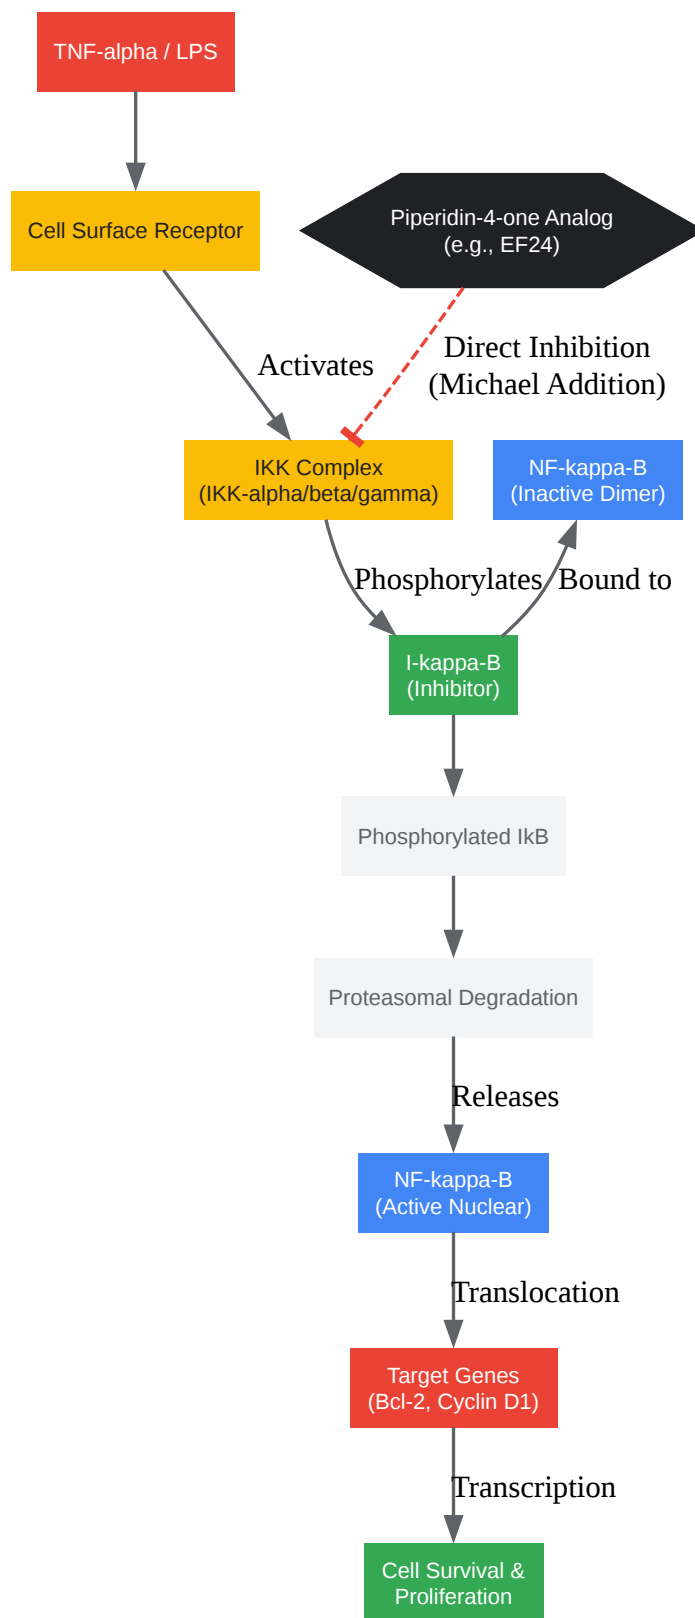 TNF-alpha / LPS
Cell Surface Receptor
Piperidin-4-one Analog
(e.g., EF24)
Activates
Direct Inhibition
(Michael Addition)
IKK Complex
(IKK-alpha/beta/gamma)
NF-kappa-B
(Inactive Dimer)
Phosphorylates
Bound to
I-kappa-B
(Inhibitor)
Phosphorylated IkB
Proteasomal Degradation
Releases
NF-kappa-B
(Active Nuclear)
Translocation
Target Genes
(Bcl-2, Cyclin D1)
Transcription
Cell Survival &
Proliferation